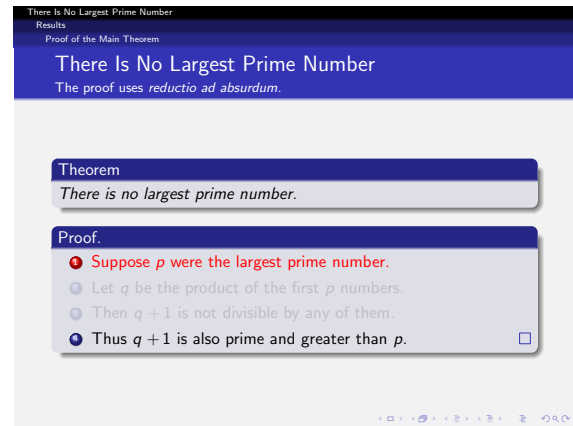 There Is No Largest Prime Number
Results
Proof of the Main Theorem
There Is No Largest Prime Number
The proof uses reductio ad absurdum.
Theorem
There is no largest prime number.
Proof.
1 Suppose p were the largest prime number.
2 Let q be the product of the first p numbers.
3 Then q + 1 is not divisible by any of them.
4 Thus q + 1 is also prime and greater than p. □